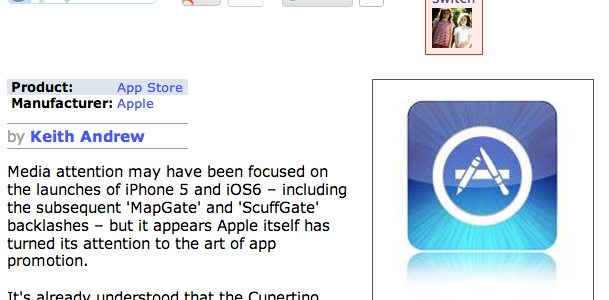 Switch
Product: App Store
Manufacturer: Apple
by Keith Andrew
Media attention may have been focused on
the launches of iPhone 5 and iOS6 – including
the subsequent 'MapGate' and 'ScuffGate'
backlashes – but it appears Apple itself has
turned its attention to the art of app
promotion.
It's already understood that the Cupertino